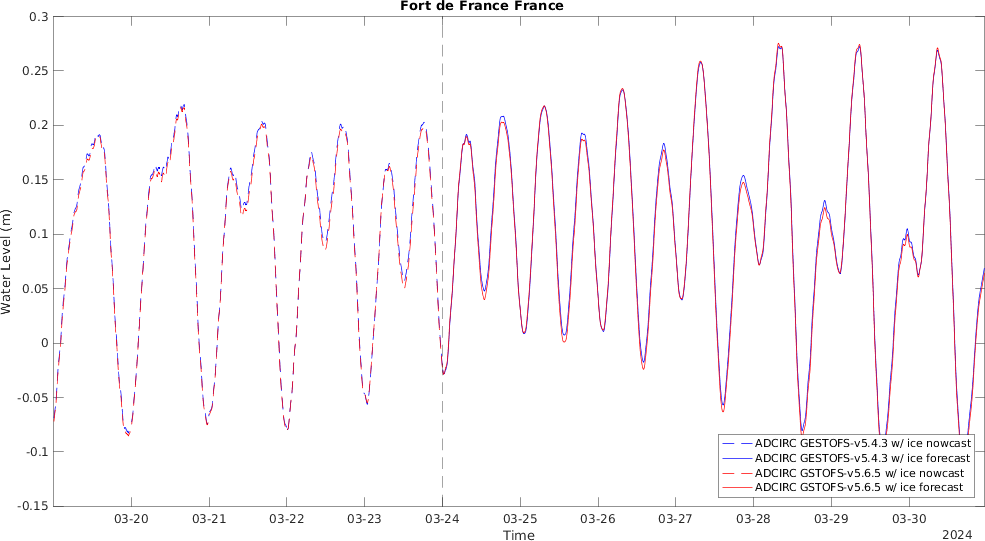 Fort de France France
0.3
0.25
0.2
0.15
0.1
0.05
0
-0.05
-0.1
-0.15
Water Level (m)
ADCIRC GESTOFS-v5.4.3 w/ ice nowcast
ADCIRC GESTOFS-v5.4.3 w/ ice forecast
ADCIRC GSTOFS-v5.6.5 w/ ice nowcast
ADCIRC GSTOFS-v5.6.5 w/ ice forecast
03-20 03-21 03-22 03-23 03-24 03-25 03-26 03-27 03-28 03-29 03-30
Time
2024